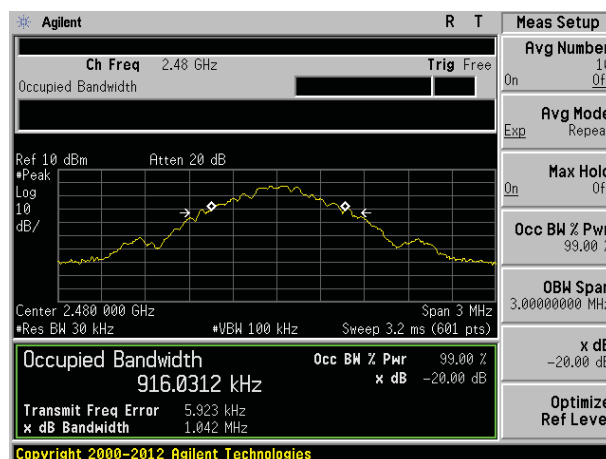 Agilent R T Meas Setup
Ch Freq 2.48 GHz Trig Free
Occupied Bandwidth
Avg Number
On
Avg Mode
Exp
Max Hold
On
Occ BW % Pwr
99.00
OBW Span
3.00000000
x dB
-20.00
Optimize
Ref
Ref 10 dBm Atten 20 dB
#Peak
Log
10
dB/
Center 2.480 000 GHz Span 3 MHz
#Res BW 30 kHz #VBW 100 kHz Sweep 3.2 ms (601 pts)
Occupied Bandwidth Occ BW % Pwr 99.00 %
916.0312 kHz x dB -20.00 dB
Transmit Freq Error 5.923 kHz
x dB Bandwidth 1.042 MHz
Copyright 2000-2012 Agilent Technologies